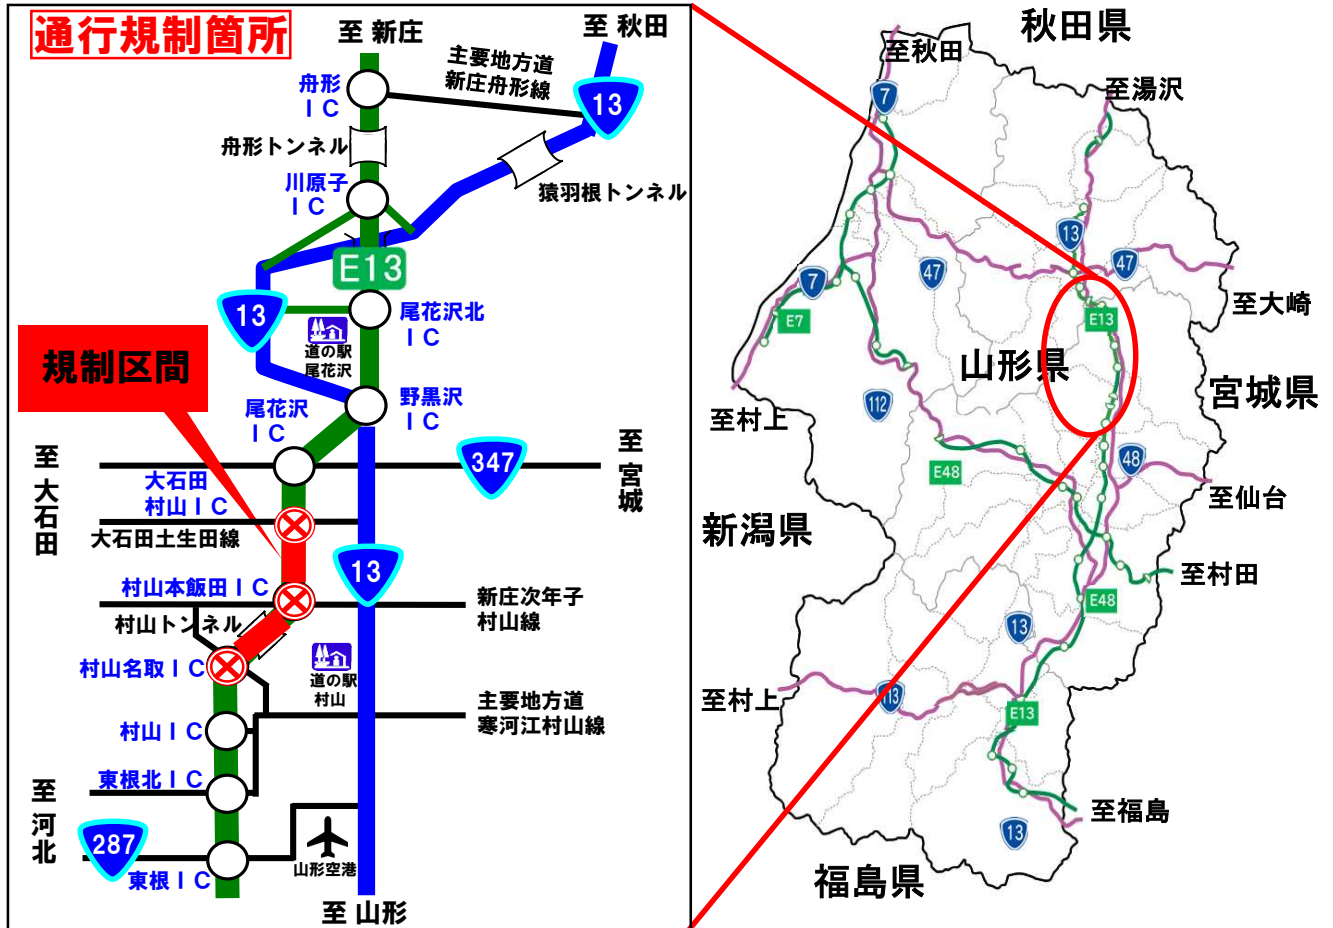 通行規制箇所
至 新庄
至 秋田
主要地方道
新庄舟形線
舟形
ＩＣ
13
舟形トンネル
川原子
ＩＣ
猿羽根トンネル
E13
13
尾花沢北
ＩＣ
道の駅
尾花沢
規制区間
野黒沢
ＩＣ
尾花沢
ＩＣ
至 大石田
347
至 宮城
大石田
村山ＩＣ
大石田土生田線
13
村山本飯田ＩＣ
新庄次年子
村山線
村山トンネル
村山名取ＩＣ
道の駅
村山
主要地方道
寒河江村山線
村山ＩＣ
東根北ＩＣ
至 河北
287
東根ＩＣ
山形空港
至 山形
秋田県
至秋田
7
至湯沢
13
47
47
7
至大崎
E7
E13
山形県
宮城県
至村上
112
48
E48
至仙台
新潟県
至村田
E48
13
至村上
113
E13
至福島
13
福島県